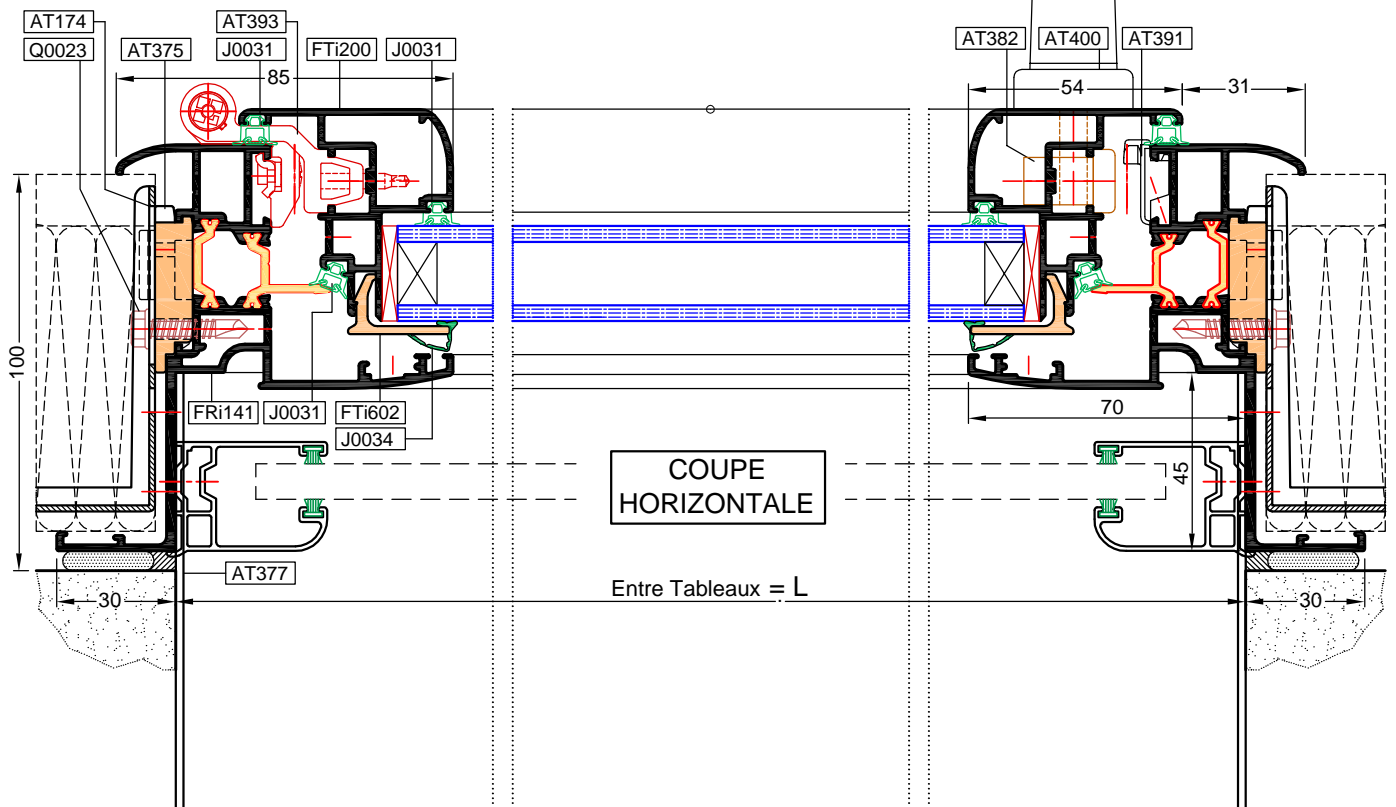 AT174
AT393
Q0023
AT375
J0031
FTi200
J0031
AT382
AT400
AT391
85
54
31
100
FRi141
J0031
FTi602
J0034
70
45
COUPE
HORIZONTALE
AT377
Entre Tableaux = L
30
30